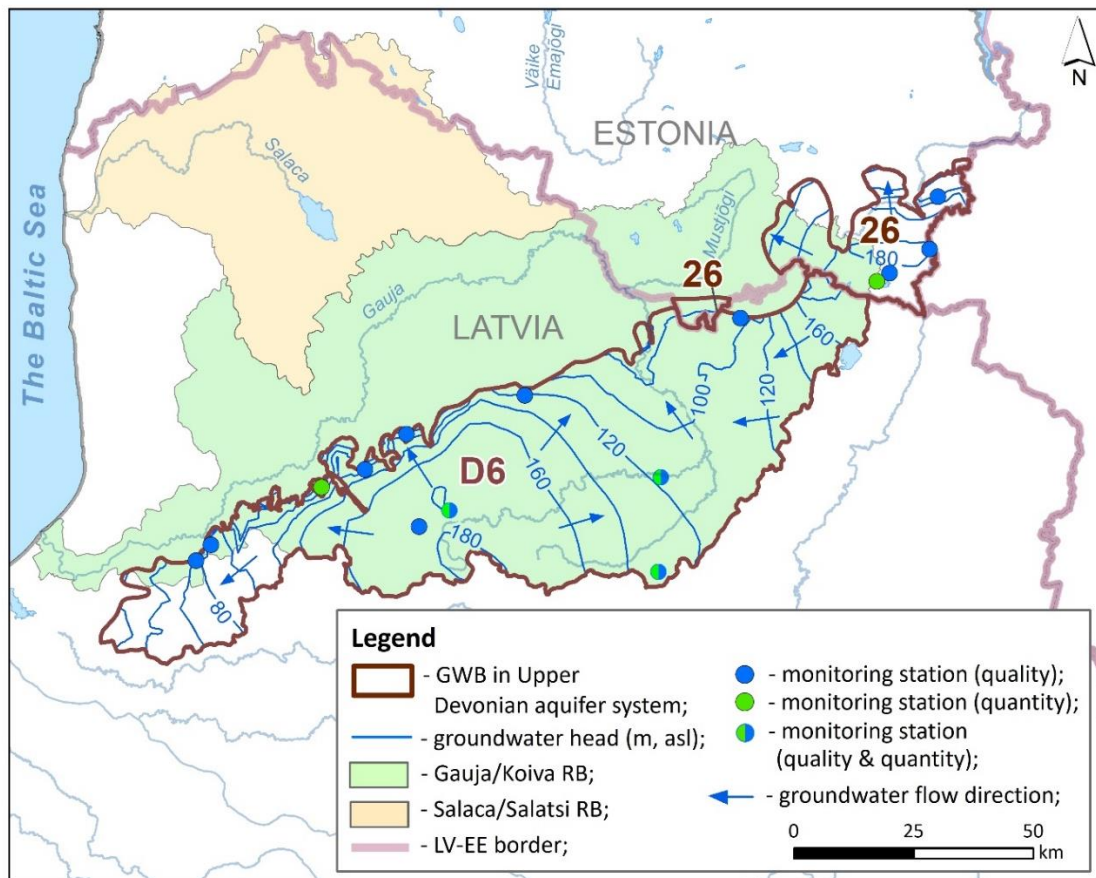 N
Väike
Emajõgi
ESTONIA
Salaca
The Baltic Sea
Mustjõgi
26
180
26
Gauja
LATVIA
160
100
120
120
D6
160
180
80
Legend
- GWB in Upper
Devonian aquifer system;
- groundwater head (m, asl);
- Gauja/Koiva RB;
- Salaca/Salatsi RB;
- LV-EE border;
- monitoring station (quality);
- monitoring station (quantity);
- monitoring station
(quality & quantity);
- groundwater flow direction;
0 25 50
km